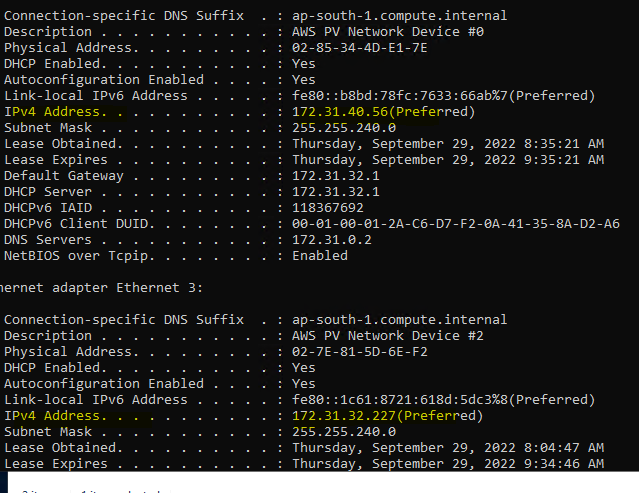 Connection-specific DNS Suffix  . : ap-south-1.compute.internal
Description . . . . . . . . . . . : AWS PV Network Device #0
Physical Address. . . . . . . . . : 02-85-34-4D-E1-7E
DHCP Enabled. . . . . . . . . . . : Yes
Autoconfiguration Enabled . . . . : Yes
Link-local IPv6 Address . . . . . : fe80::b8bd:78fc:7633:66ab%7(Preferred)
IPv4 Address. . . . . . . . . . . : 172.31.40.56(Preferred)
Subnet Mask . . . . . . . . . . . : 255.255.240.0
Lease Obtained. . . . . . . . . . : Thursday, September 29, 2022 8:35:21 AM
Lease Expires . . . . . . . . . . : Thursday, September 29, 2022 9:35:21 AM
Default Gateway . . . . . . . . . : 172.31.32.1
DHCP Server . . . . . . . . . . . : 172.31.32.1
DHCPv6 IAID . . . . . . . . . . . : 118367692
DHCPv6 Client DUID. . . . . . . . : 00-01-00-01-2A-C6-D7-F2-0A-41-35-8A-D2-A6
DNS Servers . . . . . . . . . . . : 172.31.0.2
NetBIOS over Tcpip. . . . . . . . : Enabled
ernet adapter Ethernet 3:
Connection-specific DNS Suffix  . : ap-south-1.compute.internal
Description . . . . . . . . . . . : AWS PV Network Device #2
Physical Address. . . . . . . . . : 02-7E-81-5D-6E-F2
DHCP Enabled. . . . . . . . . . . : Yes
Autoconfiguration Enabled . . . . : Yes
Link-local IPv6 Address . . . . . : fe80::1c61:8721:618d:5dc3%8(Preferred)
IPv4 Address. . . . . . . . . . . : 172.31.32.227(Preferred)
Subnet Mask . . . . . . . . . . . : 255.255.240.0
Lease Obtained. . . . . . . . . . : Thursday, September 29, 2022 8:04:47 AM
Lease Expires . . . . . . . . . . : Thursday, September 29, 2022 9:34:46 AM